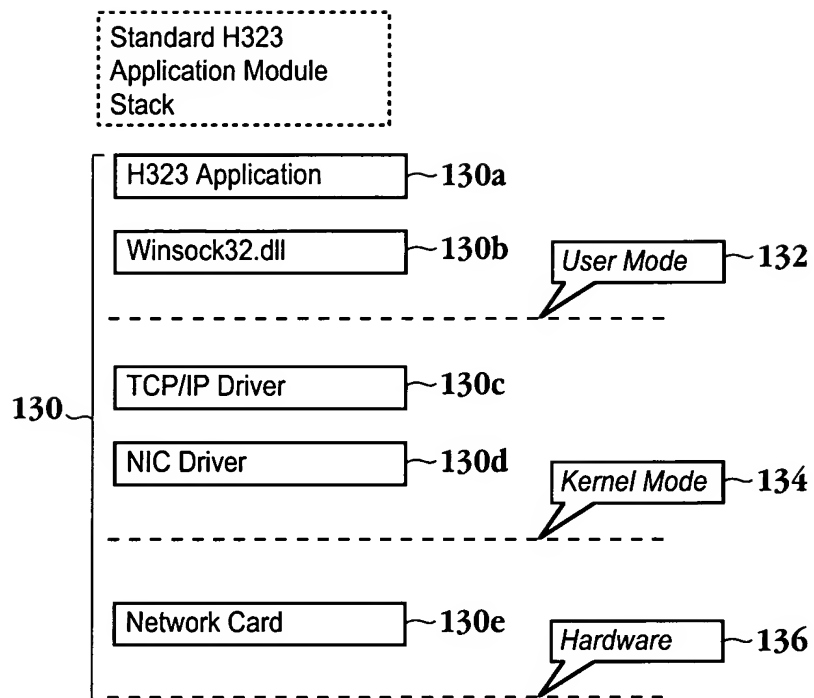 Standard H323
Application Module
Stack
H323 Application 130a
Winsock32.dll 130b
User Mode 132
TCP/IP Driver 130c
130
NIC Driver 130d
Kernel Mode 134
Network Card 130e
Hardware 136